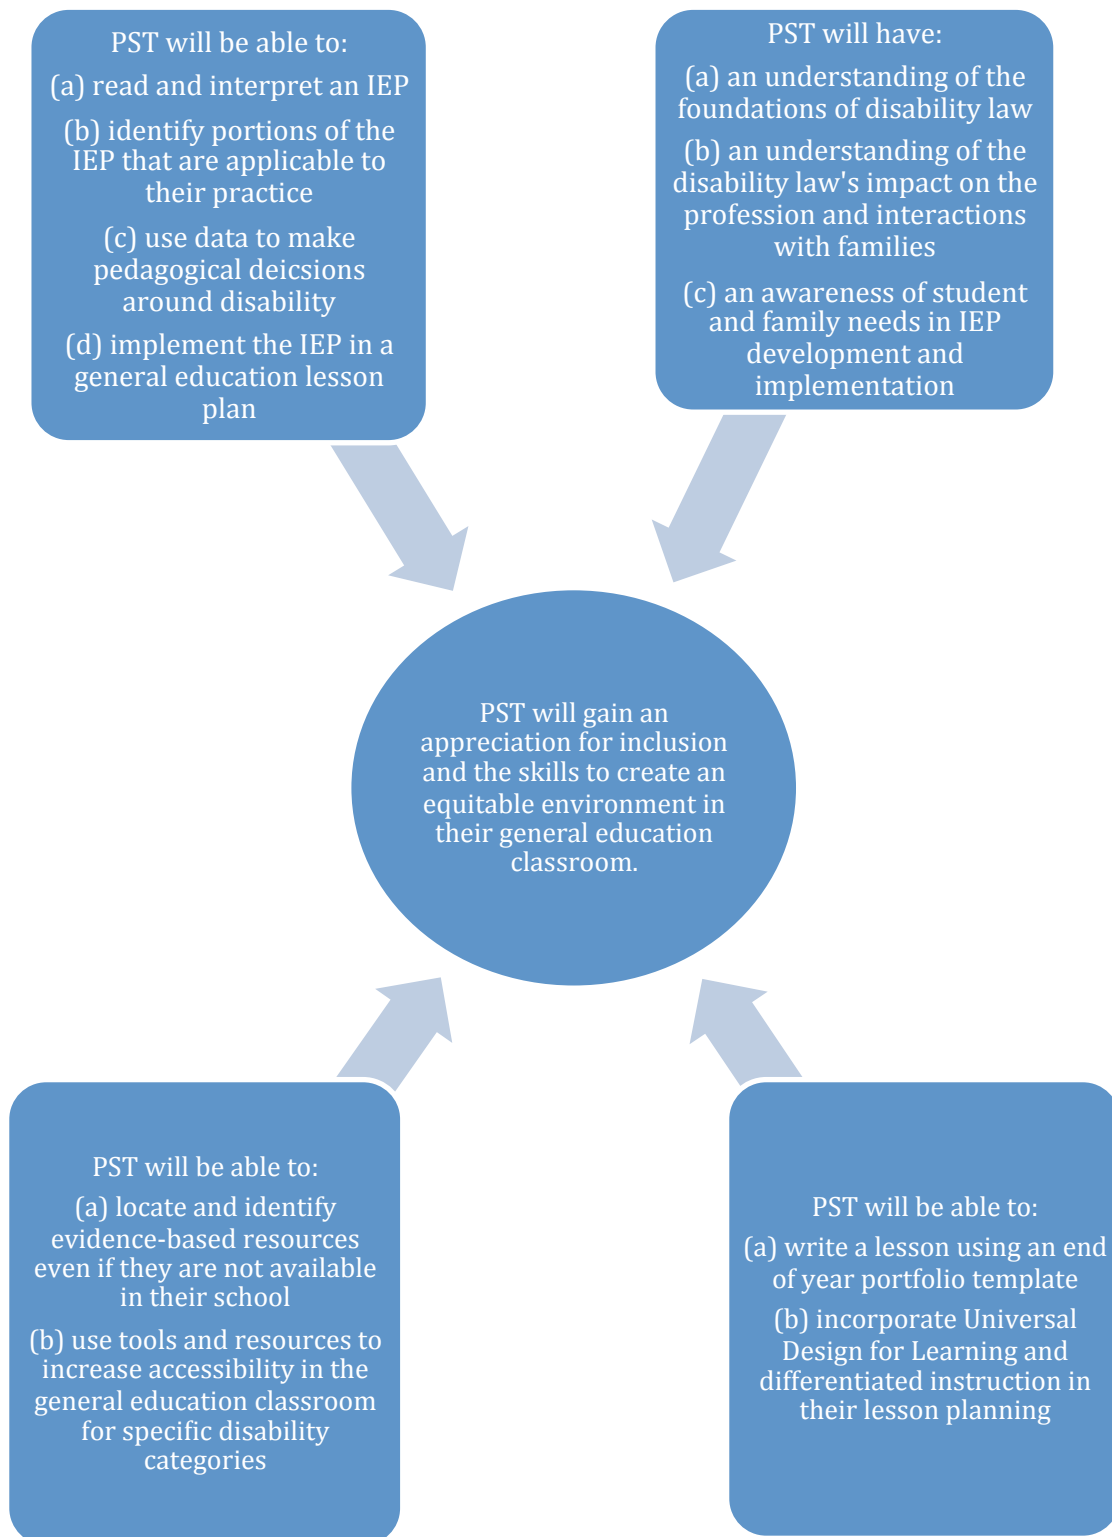 PST will be able to:
(a) read and interpret an IEP
(b) identify portions of the
IEP that are applicable to
their practice
(c) use data to make
pedagogical deicsions
around disability
(d) implement the IEP in a
general education lesson
plan
PST will have:
(a) an understanding of the
foundations of disability law
(b) an understanding of the
disability law's impact on the
profession and interactions
with families
(c) an awareness of student
and family needs in IEP
development and
implementation
PST will gain an
appreciation for inclusion
and the skills to create an
equitable environment in
their general education
classroom.
PST will be able to:
(a) locate and identify
evidence-based resources
even if they are not available
in their school
(b) use tools and resources to
increase accessibility in the
general education classroom
for specific disability
categories
PST will be able to:
(a) write a lesson using an end
of year portfolio template
(b) incorporate Universal
Design for Learning and
differentiated instruction in
their lesson planning